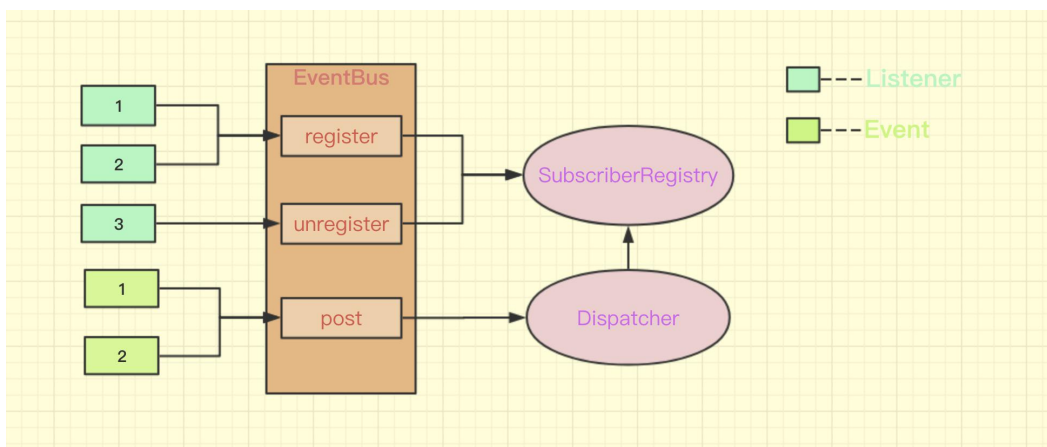 EventBus
1
2
3
1
2
register
unregister
post
SubscriberRegistry
Dispatcher
Listener
Event